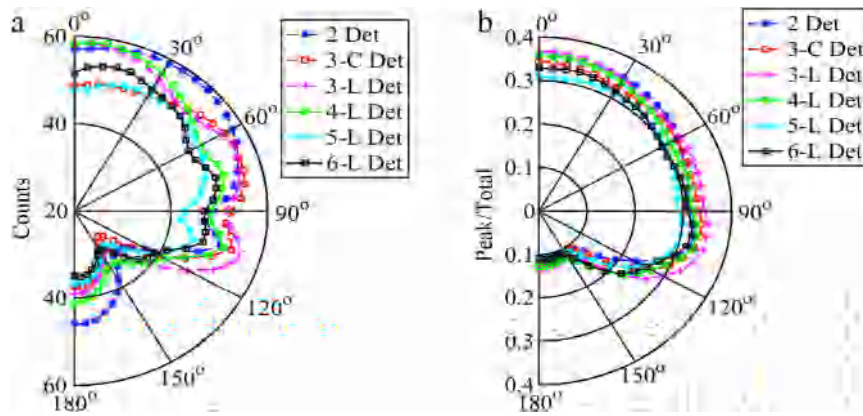 a
0°
60
40
20
40
60
Counts
30°
60°
90°
120°
150°
180°
2 Det
3-C Det
3-L Det
4-L Det
5-L Det
6-L Det
b
0°
0.4
0.3
0.2
0.1
0
0.1
0.2
0.3
0.4
Peak/Total
30°
60°
90°
120°
150°
180°
2 Det
3-C Det
3-L Det
4-L Det
5-L Det
6-L Det